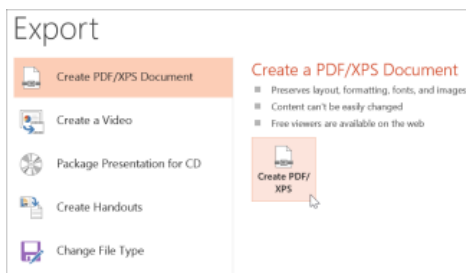 Export
Create PDF/XPS Document
Create a Video
Package Presentation for CD
Create Handouts
Change File Type
Create a PDF/XPS Document
Preserves layout, formatting, fonts, and images
Content can't be easily changed
Free viewers are available on the web
Create PDF/
XPS